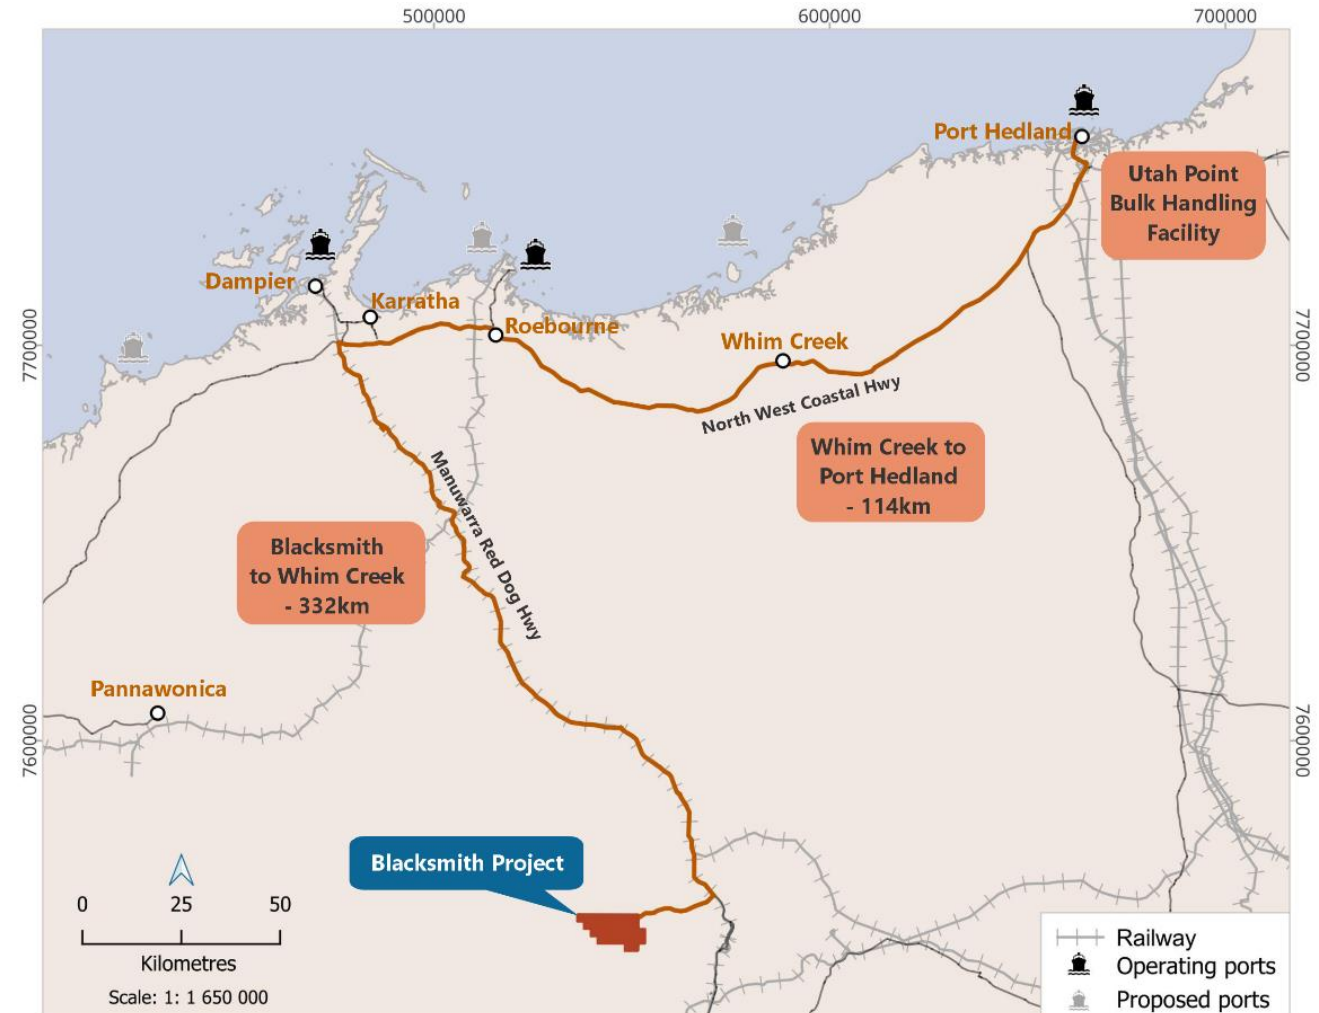 500000
600000
700000
Port Hedland
Utah Point
Bulk Handling
Facility
Dampier
Karratha
Roebourne
Whim Creek
7700000
7700000
North West Coastal Hwy
Whim Creek to
Port Hedland
- 114km
Manuwarra Red Dog Hwy
Blacksmith
to Whim Creek
- 332km
Pannawonica
7600000
7600000
Blacksmith Project
0 25 50
Kilometres
Scale: 1: 1 650 000
Railway
Operating ports
Proposed ports